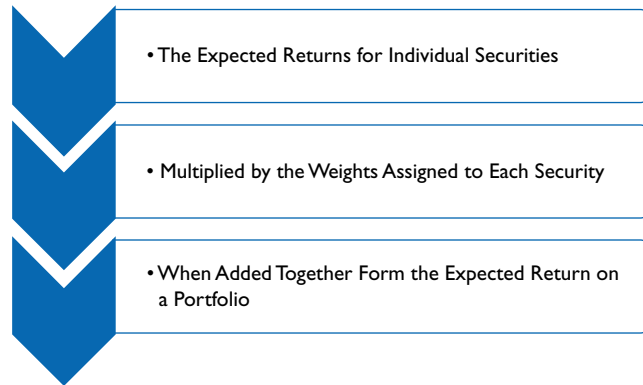 • The Expected Returns for Individual Securities
• Multiplied by the Weights Assigned to Each Security
• When Added Together Form the Expected Return on
a Portfolio